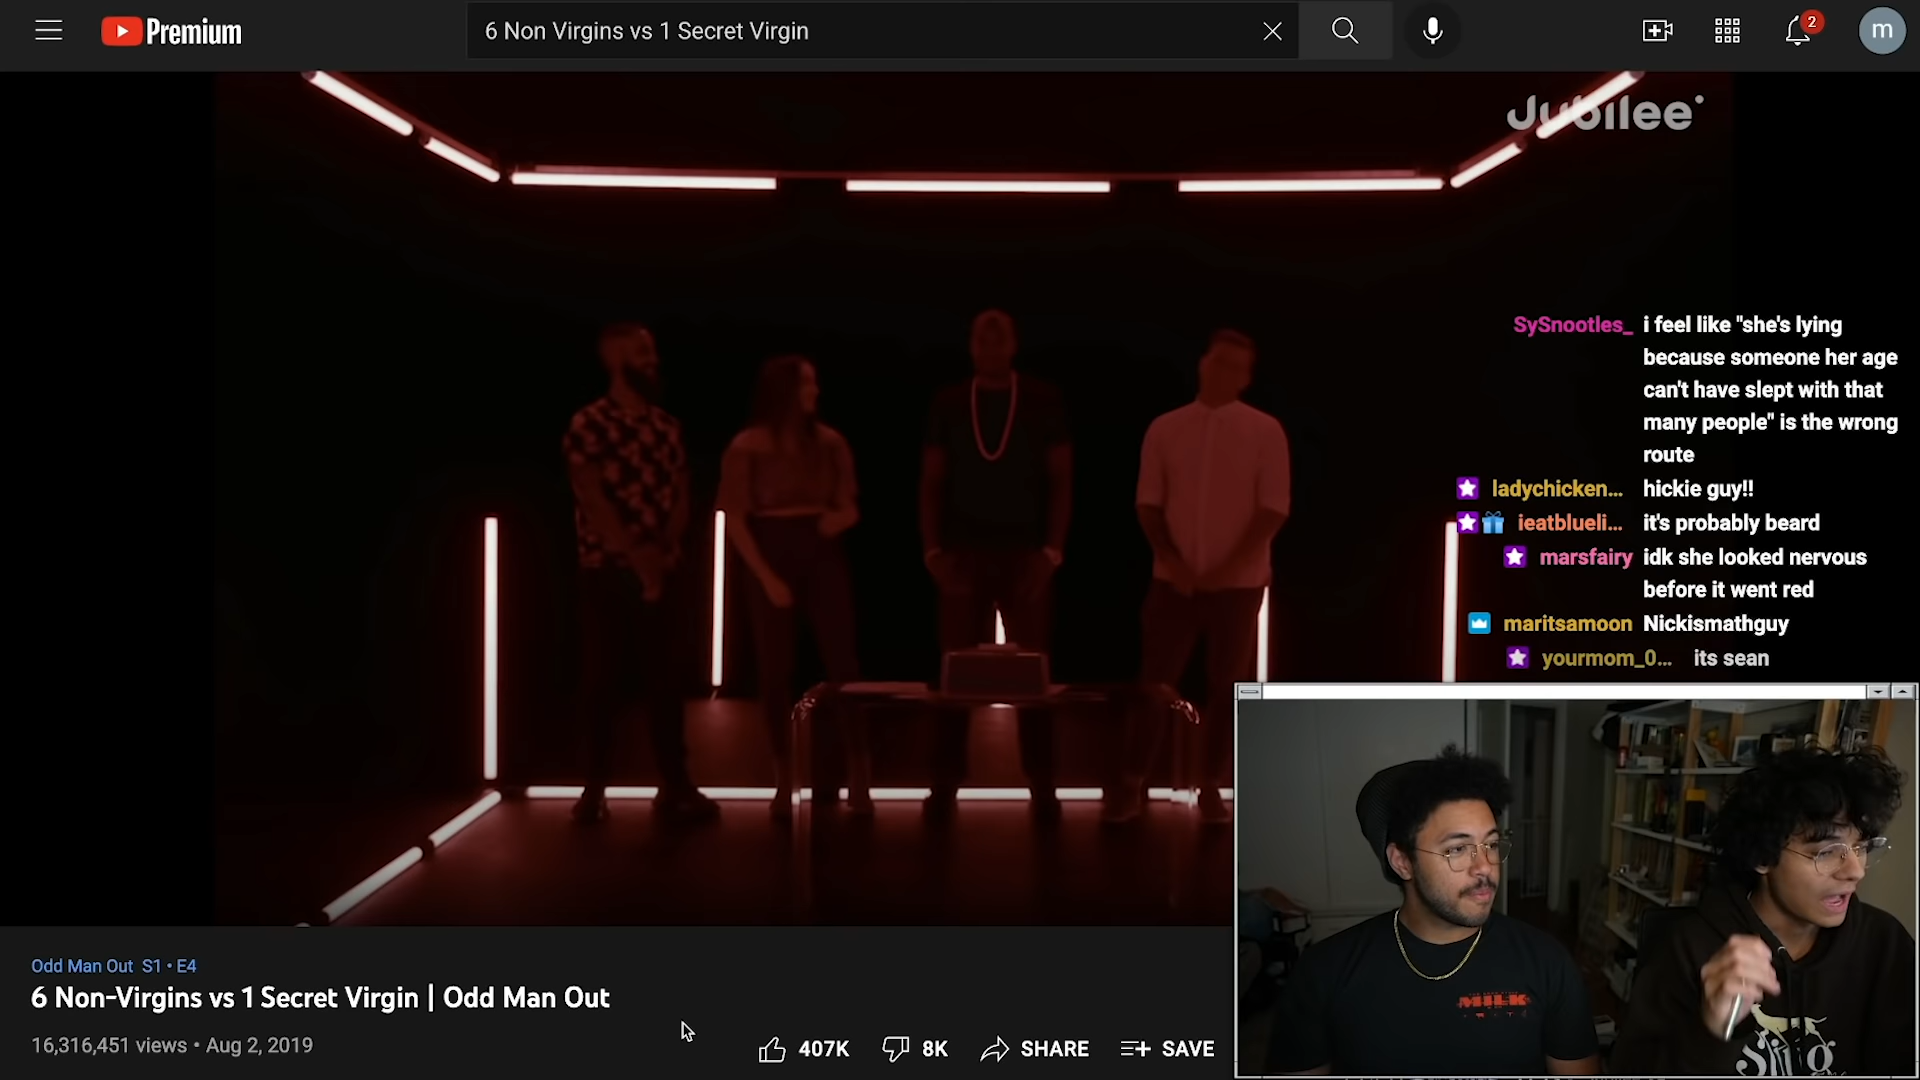 Premium
6 Non Virgins vs 1 Secret Virgin
2
m
Jubilee
SySnootles_ i feel like "she's lying
because someone her age
can't have slept with that
many people" is the wrong
route
ladychicken... hickie guy!!
ieatblueli... it's probably beard
marsfairy idk she looked nervous
before it went red
maritsamoon Nickismathguy
yourmom_0... its sean
MILK
Odd Man Out S1 • E4
6 Non-Virgins vs 1 Secret Virgin | Odd Man Out
16,316,451 views • Aug 2, 2019
407K
8K
SHARE
SAVE